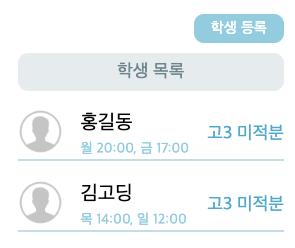 학생 등록
학생 목록
홍길동
고3 미적분
월 20:00, 금 17:00
김고딩
고3 미적분
목 14:00, 일 12:00